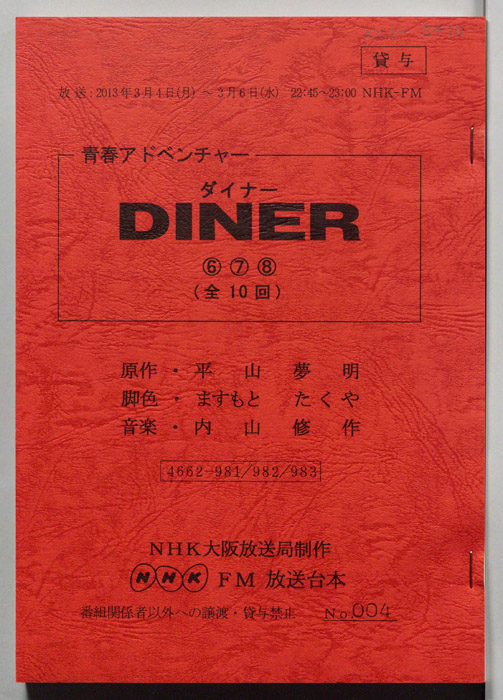 貸与
放送:2013年3月4日(月)～3月6日(水) 22:45～23:00 NHK-FM
青春アドベンチャー
ダイナー
DINER
⑥-⑦-⑧
(全10回)
原作・平山夢明
脚色・ますもと たくや
音楽・内山修作
4662-981/982/983
NHK大阪放送局制作
NHK FM 放送台本
番組関係者以外への譲渡・貸与禁止 No.004